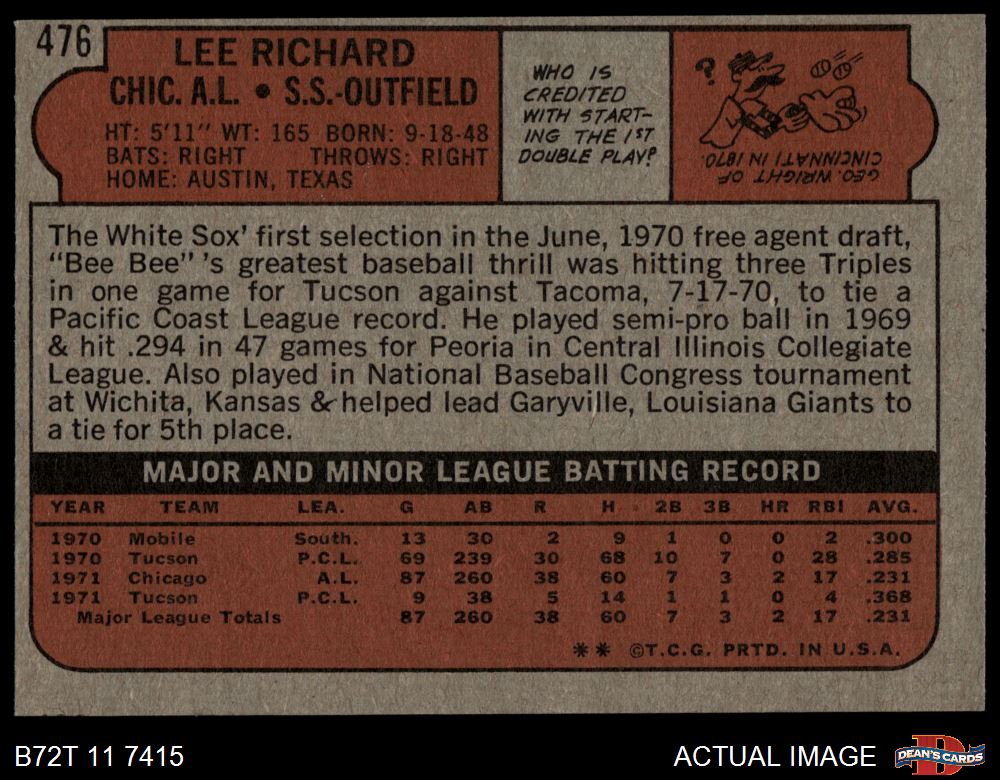 476
LEE RICHARD
CHIC. A.L. • S.S.-OUTFIELD
HT: 5'11" WT: 165 BORN: 9-18-48
BATS: RIGHT THROWS: RIGHT
HOME: AUSTIN, TEXAS
WHO IS
CREDITED
WITH START-
ING THE 1ST
DOUBLE PLAY?
?
GEO. WRIGHT OF
CINCINNATI IN 1870.
The White Sox' first selection in the June, 1970 free agent draft,
"Bee Bee" 's greatest baseball thrill was hitting three Triples
in one game for Tucson against Tacoma, 7-17-70, to tie a
Pacific Coast League record. He played semi-pro ball in 1969
& hit .294 in 47 games for Peoria in Central Illinois Collegiate
League. Also played in National Baseball Congress tournament
at Wichita, Kansas & helped lead Garyville, Louisiana Giants to
a tie for 5th place.
MAJOR AND MINOR LEAGUE BATTING RECORD
YEAR TEAM LEA. G AB R H 2B 3B HR RBI AVG.
1970 Mobile South. 13 30 2 9 1 0 0 2 .300
1970 Tucson P.C.L. 69 239 30 68 10 7 0 28 .285
1971 Chicago A.L. 87 260 38 60 7 3 2 17 .231
1971 Tucson P.C.L. 9 38 5 14 1 1 0 4 .368
Major League Totals 87 260 38 60 7 3 2 17 .231
** ©T.C.G. PRTD. IN U.S.A.
B72T 11 7415
ACTUAL IMAGE
D
DEAN'S CARDS